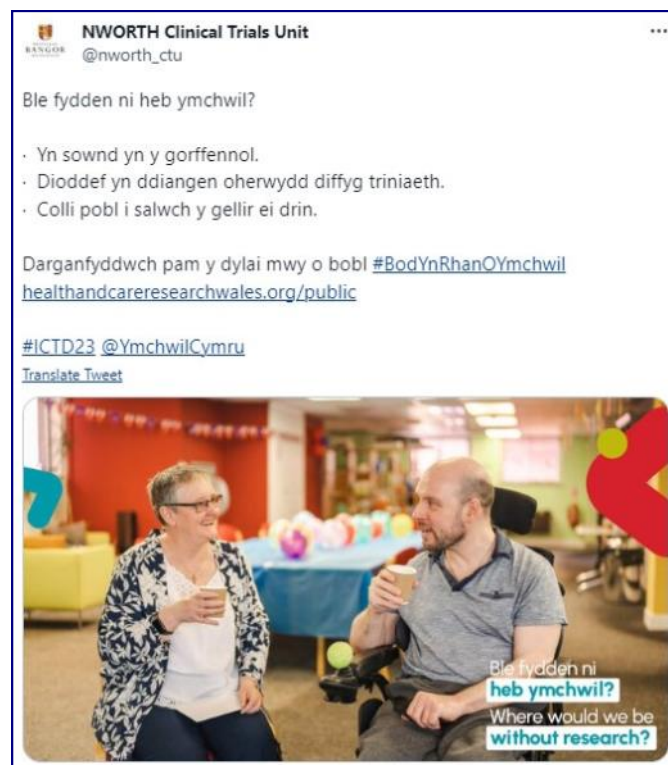 NWORTH Clinical Trials Unit
BANGOR
@nworth_ctu
Ble fydden ni heb ymchwil?
· Yn sownd yn y gorffennol.
· Dioddef yn ddiangen oherwydd diffyg triniaeth.
· Colli pobl i salwch y gellir ei drin.
Darganfyddwch pam y dylai mwy o bobl #BodYnRhanOYmchwil
healthandcareresearchwales.org/public
#ICTD23 @YmchwilCymru
Translate Tweet
Ble fydden ni
heb ymchwil?
Where would we be
without research?